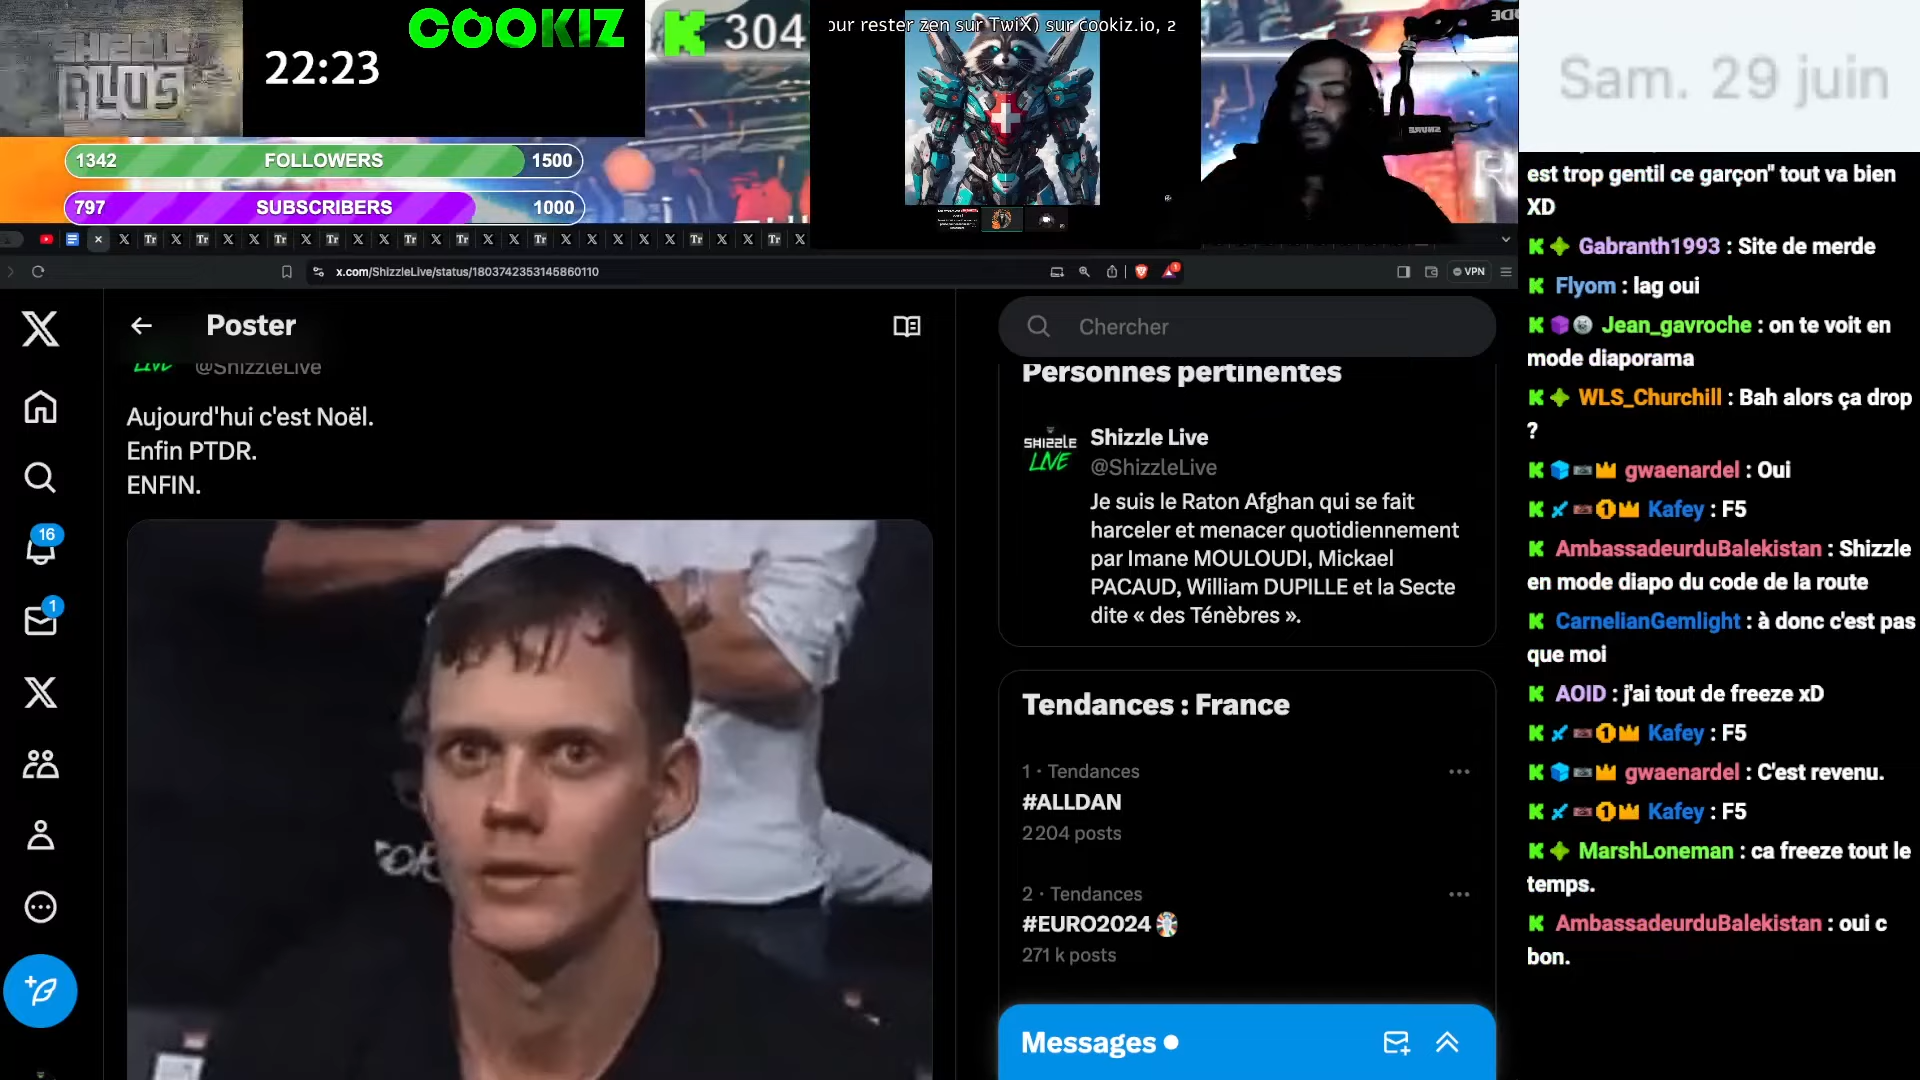 SHIZZLE
PLUS
22:23
COOKIZ
304
1342 FOLLOWERS 1500
797 SUBSCRIBERS 1000
our rester zen sur TwiX) sur cookiz.io, 2
Sam. 29 juin
x.com/ShizzleLive/status/1803742353145860110
VPN
Poster
@ShizzleLive
Aujourd'hui c'est Noël.
Enfin PTDR.
ENFIN.
16
1
Chercher
Personnes pertinentes
SHIZZLE
LIVE
Shizzle Live
@ShizzleLive
Je suis le Raton Afghan qui se fait
harceler et menacer quotidiennement
par Imane MOULOUDI, Mickael
PACAUD, William DUPILLE et la Secte
dite « des Ténèbres ».
Tendances : France
1 · Tendances
#ALLDAN
2 204 posts
2 · Tendances
#EURO2024
271 k posts
Messages
est trop gentil ce garçon" tout va bien
XD
Gabranth1993 : Site de merde
Flyom : lag oui
Jean_gavroche : on te voit en
mode diaporama
WLS_Churchill : Bah alors ça drop
?
gwaenardel : Oui
Kafey : F5
AmbassadeurduBalekistan : Shizzle
en mode diapo du code de la route
CarnelianGemlight : à donc c'est pas
que moi
AOID : j'ai tout de freeze xD
Kafey : F5
gwaenardel : C'est revenu.
Kafey : F5
MarshLoneman : ca freeze tout le
temps.
AmbassadeurduBalekistan : oui c
bon.